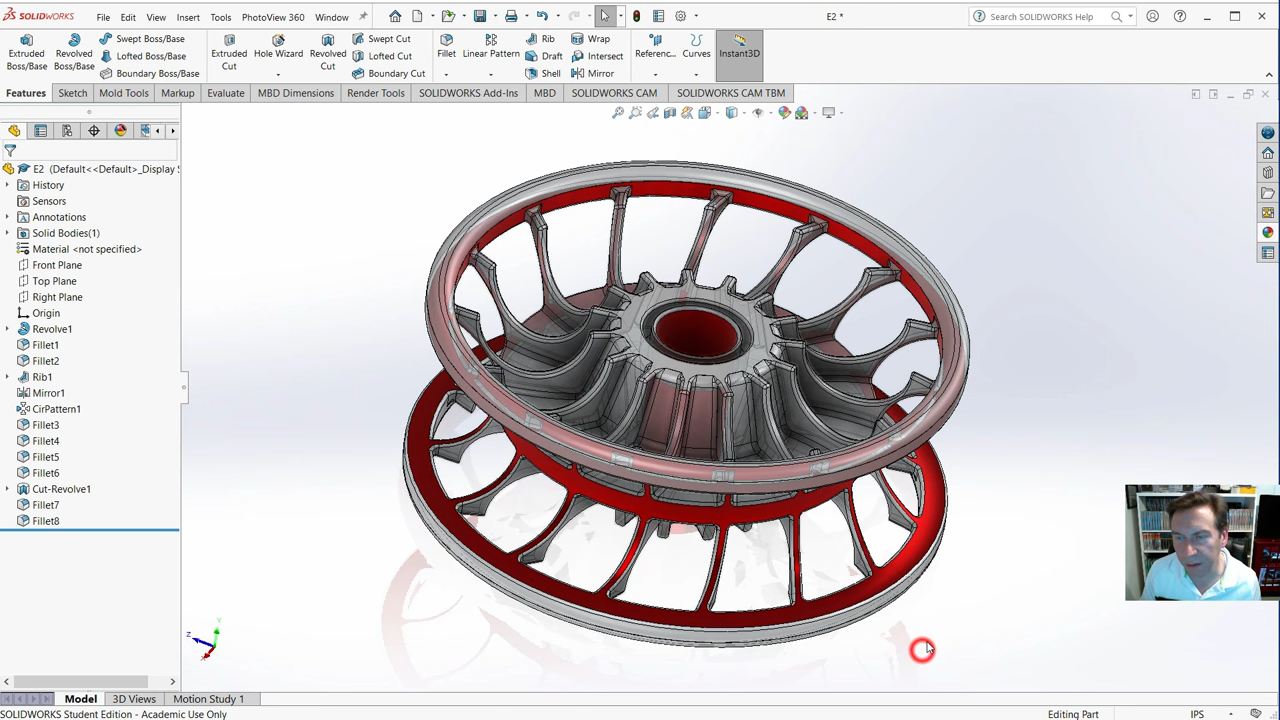 SOLIDWORKS
File
Edit
View
Insert
Tools
PhotoView 360
Window
E2 *
Search SOLIDWORKS Help
Extruded Boss/Base
Revolved Boss/Base
Swept Boss/Base
Lofted Boss/Base
Boundary Boss/Base
Extruded Cut
Hole Wizard
Revolved Cut
Swept Cut
Lofted Cut
Boundary Cut
Fillet
Linear Pattern
Rib
Draft
Shell
Wrap
Intersect
Mirror
Referenc...
Curves
Instant3D
Features
Sketch
Mold Tools
Markup
Evaluate
MBD Dimensions
Render Tools
SOLIDWORKS Add-Ins
MBD
SOLIDWORKS CAM
SOLIDWORKS CAM TBM
E2 (Default<<Default>_Display S
History
Sensors
Annotations
Solid Bodies(1)
Material <not specified>
Front Plane
Top Plane
Right Plane
Origin
Revolve1
Fillet1
Fillet2
Rib1
Mirror1
CirPattern1
Fillet3
Fillet4
Fillet5
Fillet6
Cut-Revolve1
Fillet7
Fillet8
Y
Z
X
Model
3D Views
Motion Study 1
SOLIDWORKS Student Edition - Academic Use Only
Editing Part
IPS